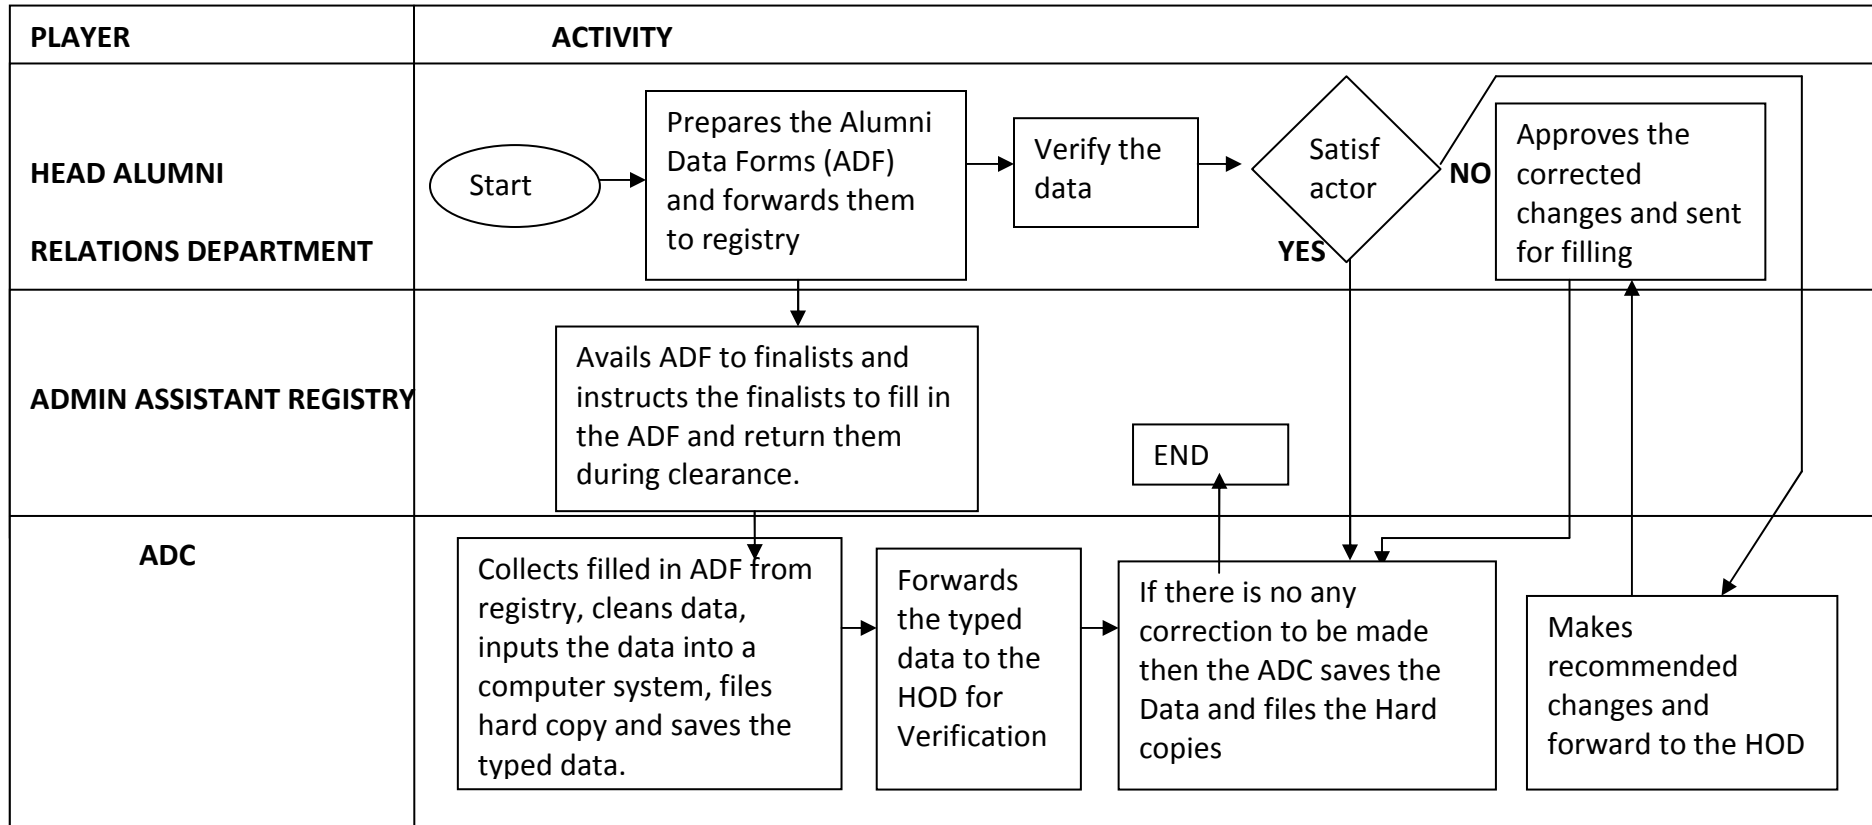 PLAYER
ACTIVITY
HEAD ALUMNI
RELATIONS DEPARTMENT
Start
Prepares the Alumni
Data Forms (ADF)
and forwards them
to registry
Verify the
data
Satisf
actor
NO
YES
Approves the
corrected
changes and sent
for filling
ADMIN ASSISTANT REGISTRY
Avails ADF to finalists and
instructs the finalists to fill in
the ADF and return them
during clearance.
END
ADC
Collects filled in ADF from
registry, cleans data,
inputs the data into a
computer system, files
hard copy and saves the
typed data.
Forwards
the typed
data to the
HOD for
Verification
If there is no any
correction to be made
then the ADC saves the
Data and files the Hard
copies
Makes
recommended
changes and
forward to the HOD